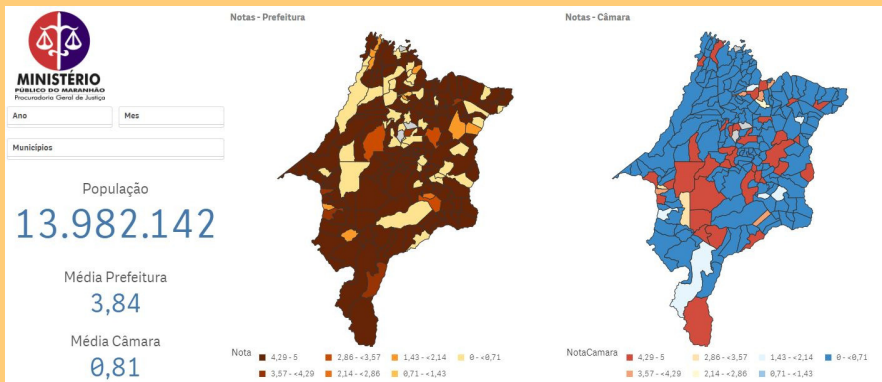 MINISTÉRIO
PÚBLICO DO MARANHÃO
Procuradoria Geral de Justiça
Ano
Mes
Municípios
População
13.982.142
Média Prefeitura
3,84
Média Câmara
0,81
Notas - Prefeitura
Nota
4,29 - 5
2,86 - <3,57
1,43 - <2,14
0 - <0,71
3,57 - <4,29
2,14 - <2,86
0,71 - <1,43
Notas - Câmara
NotaCamara
4,29 - 5
2,86 - <3,57
1,43 - <2,14
0 - <0,71
3,57 - <4,29
2,14 - <2,86
0,71 - <1,43